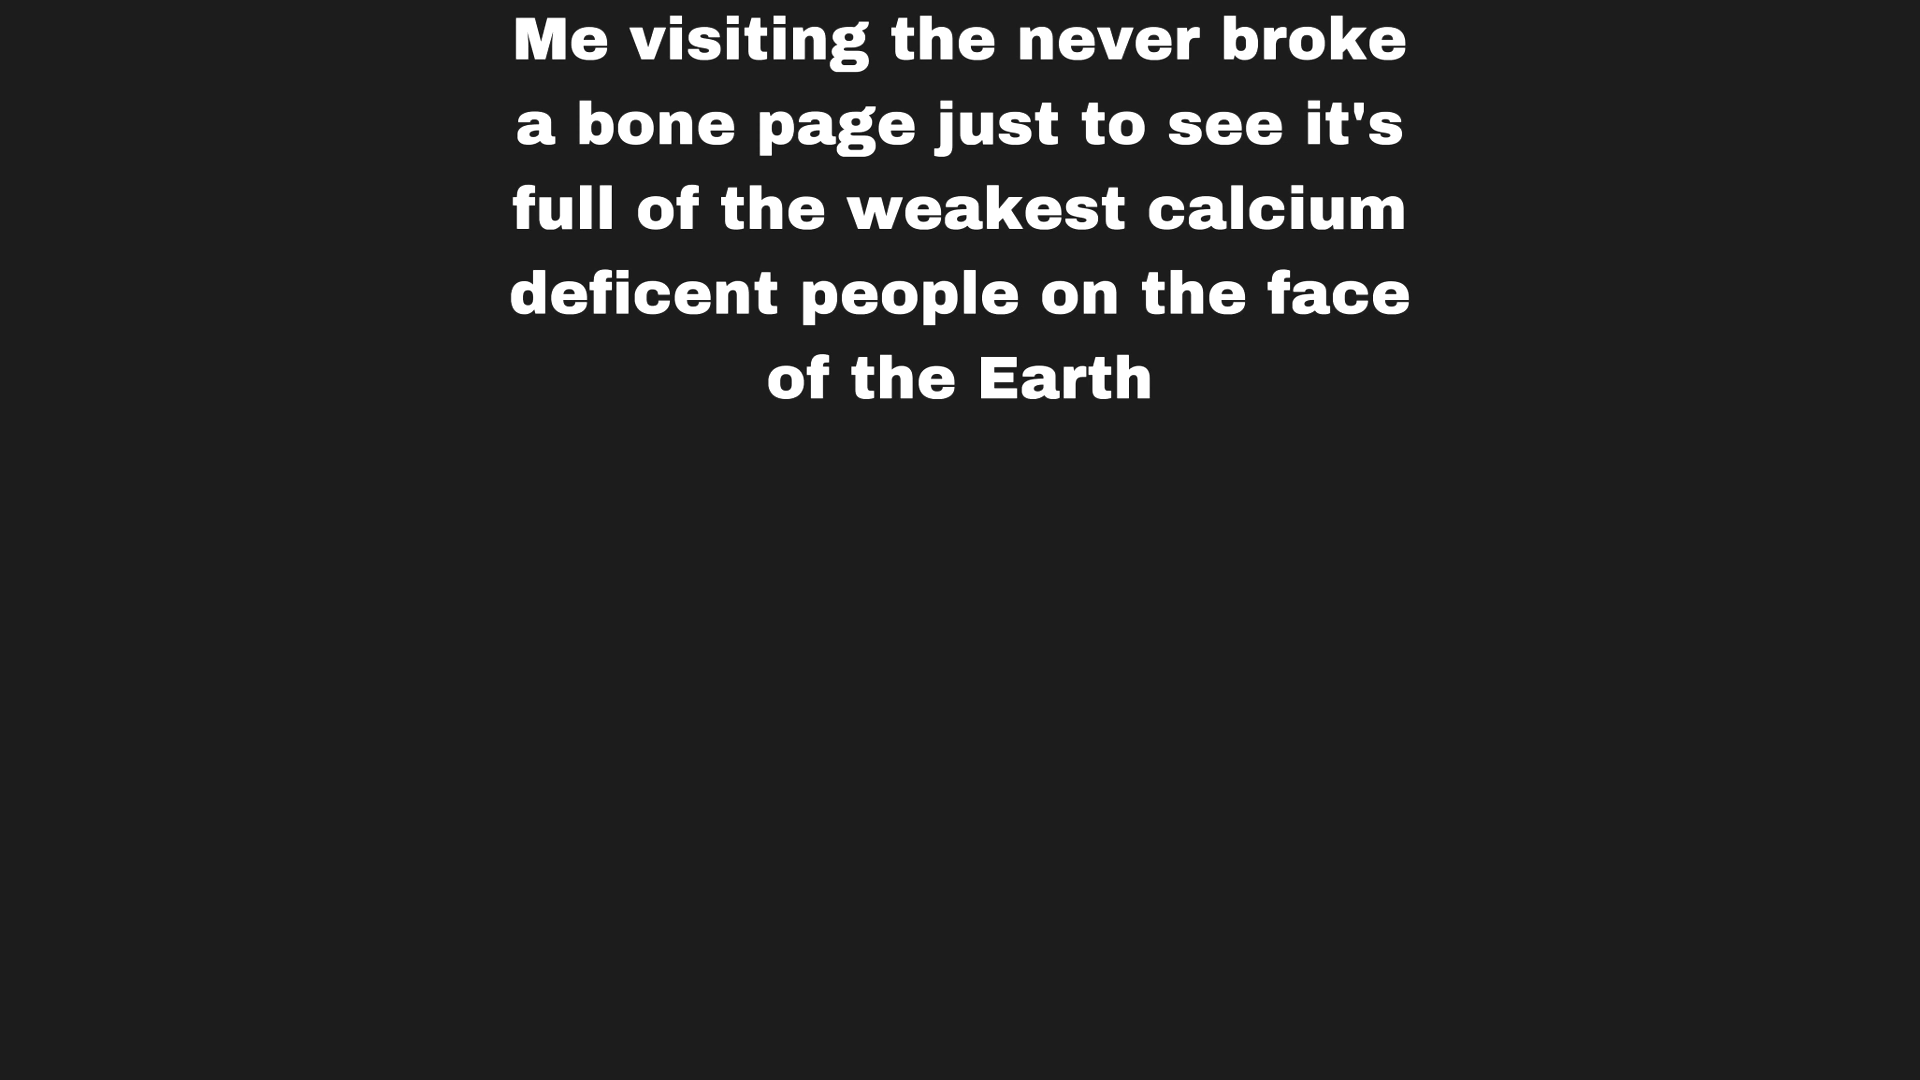 Me visiting the never broke
a bone page just to see it's
full of the weakest calcium
deficent people on the face
of the Earth